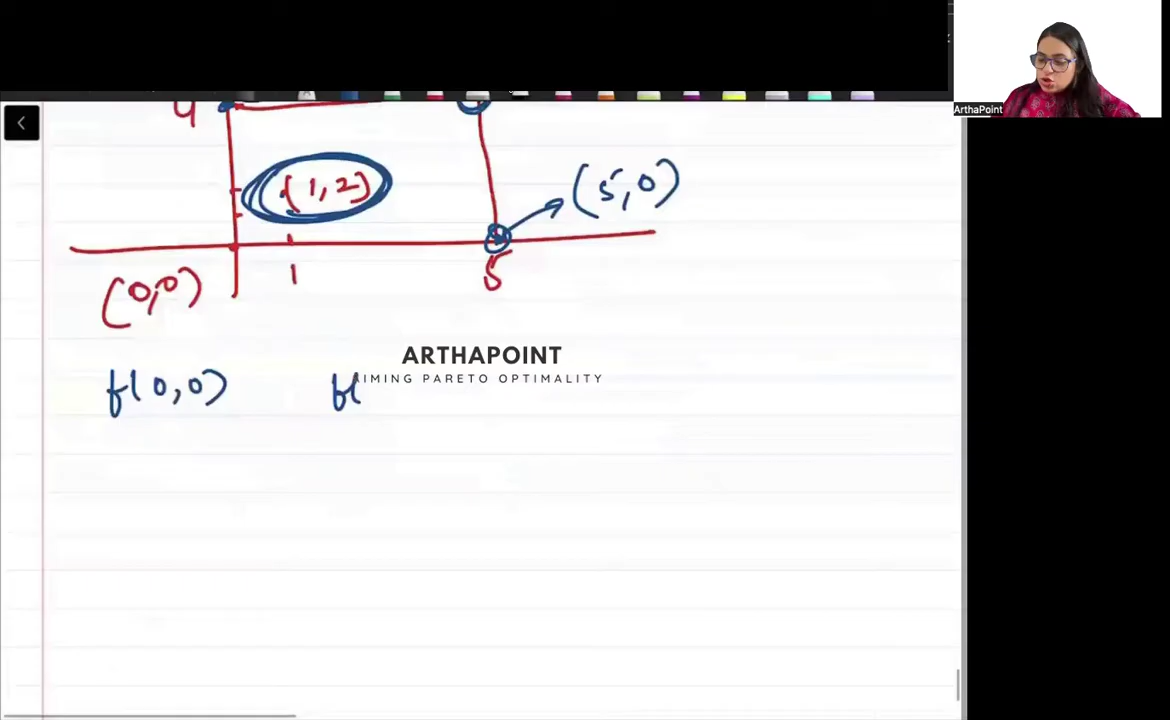 ArthaPoint
4
(1,2)
(5,0)
1
5
(0,0)
ARTHAPOINT
AIMING PARETO OPTIMALITY
f(0,0) f(